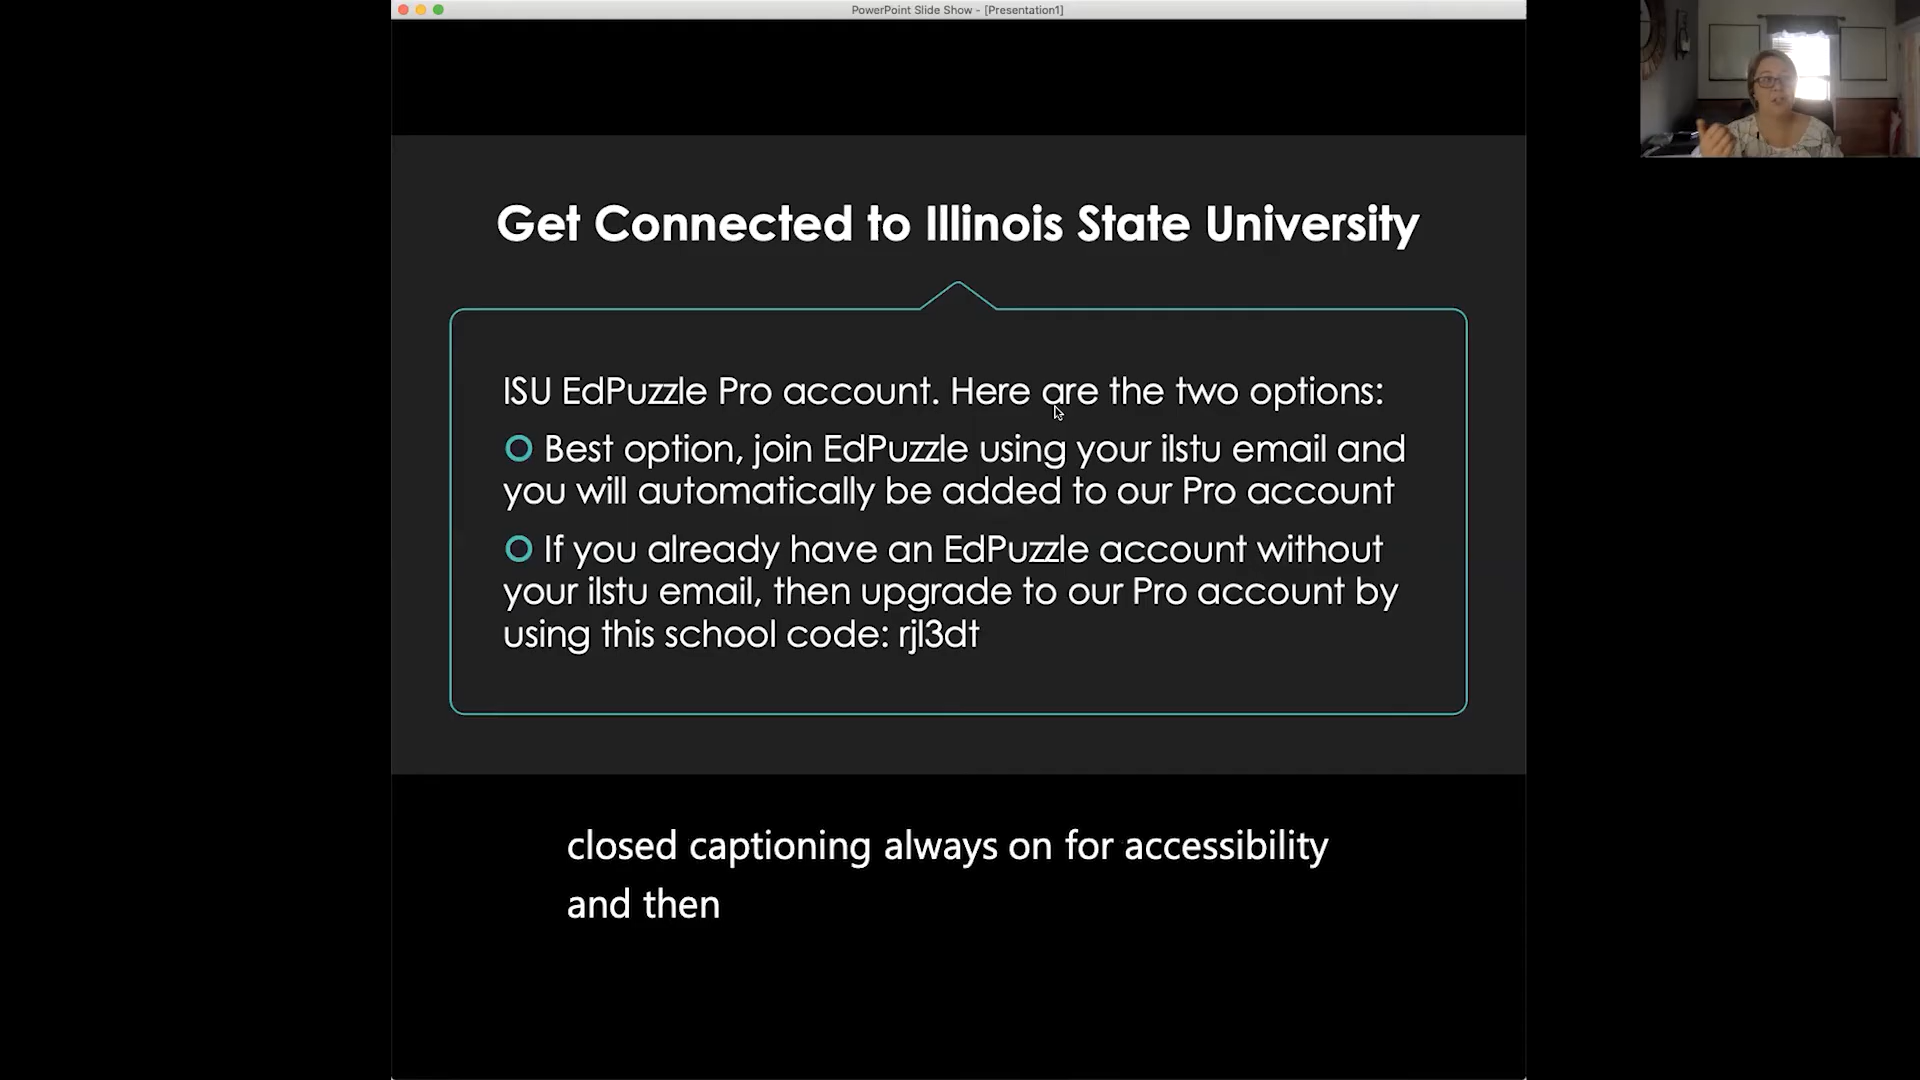 PowerPoint Slide Show - [Presentation1]
Get Connected to Illinois State University
ISU EdPuzzle Pro account. Here are the two options:
Best option, join EdPuzzle using your ilstu email and
you will automatically be added to our Pro account
If you already have an EdPuzzle account without
your ilstu email, then upgrade to our Pro account by
using this school code: rjl3dt
closed captioning always on for accessibility
and then